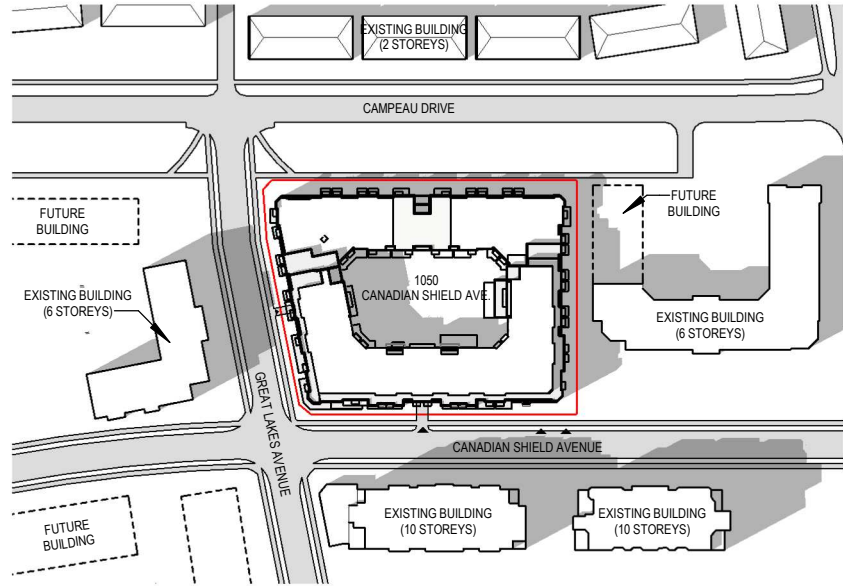 EXISTING BUILDING
(2 STOREYS)
CAMPEAU DRIVE
FUTURE
BUILDING
FUTURE
BUILDING
1050
CANADIAN SHIELD AVE.
EXISTING BUILDING
(6 STOREYS)
EXISTING BUILDING
(6 STOREYS)
GREAT LAKES AVENUE
CANADIAN SHIELD AVENUE
EXISTING BUILDING
(10 STOREYS)
EXISTING BUILDING
(10 STOREYS)
FUTURE
BUILDING